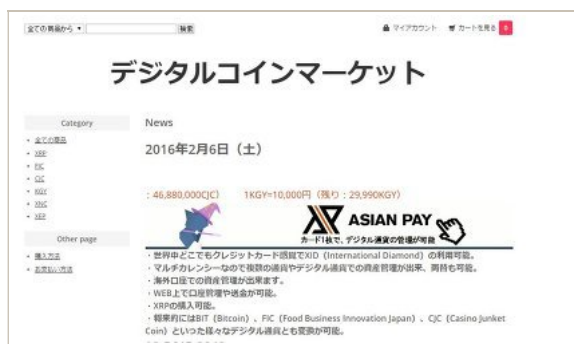 全ての商品から
検索
マイアカウント
カートを見る
0
デジタルコインマーケット
Category
全ての商品
XRP
FIC
CJC
KGY
XNC
XEP
Other page
購入方法
お支払い方法
News
2016年2月6日（土）
：46,880,000CJC） 1KGY=10,000円（残り：29,990KGY）
ASIAN PAY
カード1枚で、デジタル通貨の管理が可能
・世界中どこでもクレジットカード感覚でXID（International Diamond）の利用可能。
・マルチカレンシーなので複数の通貨やデジタル通貨での資産管理が出来、両替も可能。
・海外口座での資産管理が出来ます。
・WEB上で口座管理や送金が可能。
・XRPの購入可能。
・将来的にはBIT（Bitcoin）、FIC（Food Business Innovation Japan）、CJC（Casino Junket
Coin）といった様々なデジタル通貨とも変換が可能。